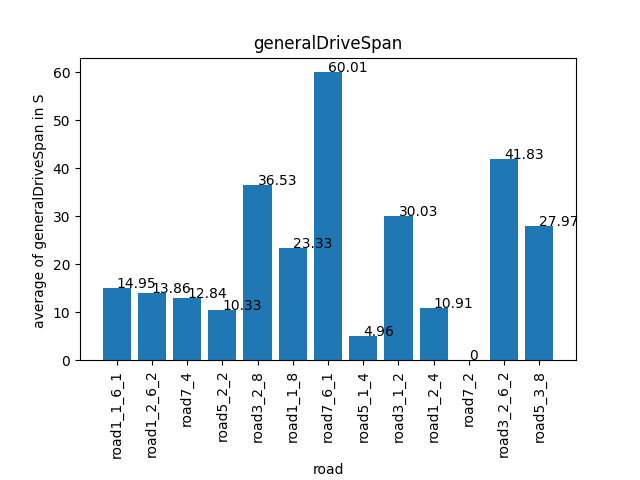 generalDriveSpan
average of generalDriveSpan in S
60
50
40
30
20
10
0
14.95
13.86
12.84
10.33
36.53
23.33
60.01
4.96
30.03
10.91
0
41.83
27.97
road1_1_6_1
road1_2_6_2
road7_4
road5_2_2
road3_2_8
road1_1_8
road7_6_1
road5_1_4
road3_1_2
road1_2_4
road7_2
road3_2_6_2
road5_3_8
road